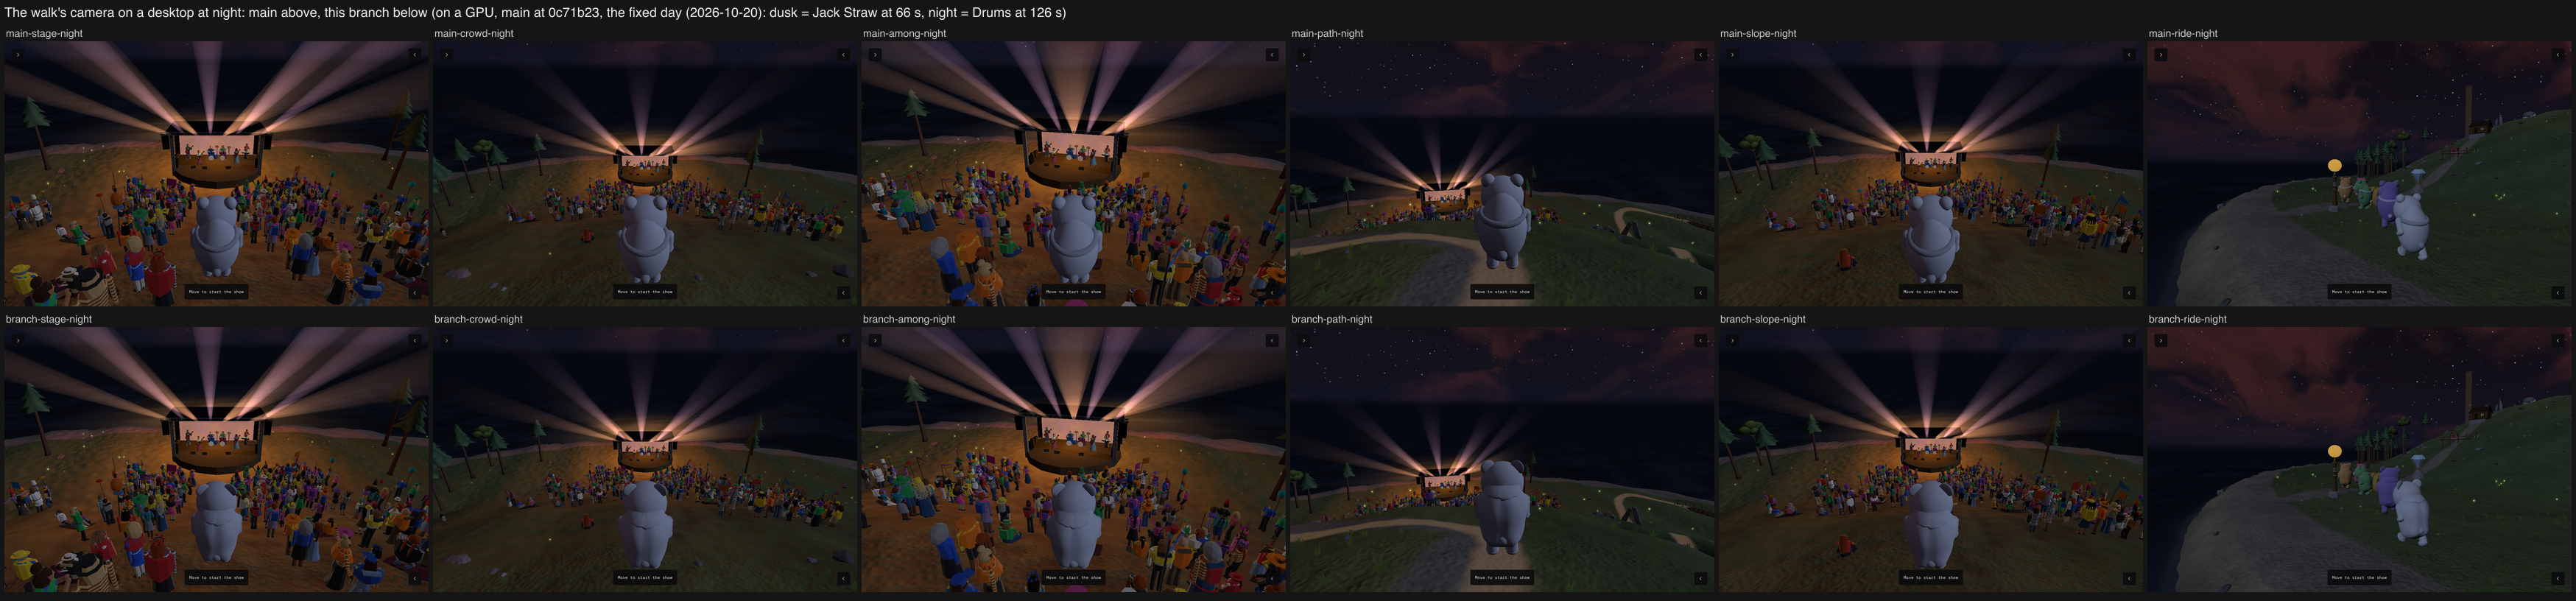 The walk's camera on a desktop at night: main above, this branch below (on a GPU, main at 0c71b23, the fixed day (2026-10-20): dusk = Jack Straw at 66 s, night = Drums at 126 s)
main-stage-night
main-crowd-night
main-among-night
main-path-night
main-slope-night
main-ride-night
Move to start the show
Move to start the show
Move to start the show
Move to start the show
Move to start the show
Move to start the show
branch-stage-night
branch-crowd-night
branch-among-night
branch-path-night
branch-slope-night
branch-ride-night
Move to start the show
Move to start the show
Move to start the show
Move to start the show
Move to start the show
Move to start the show